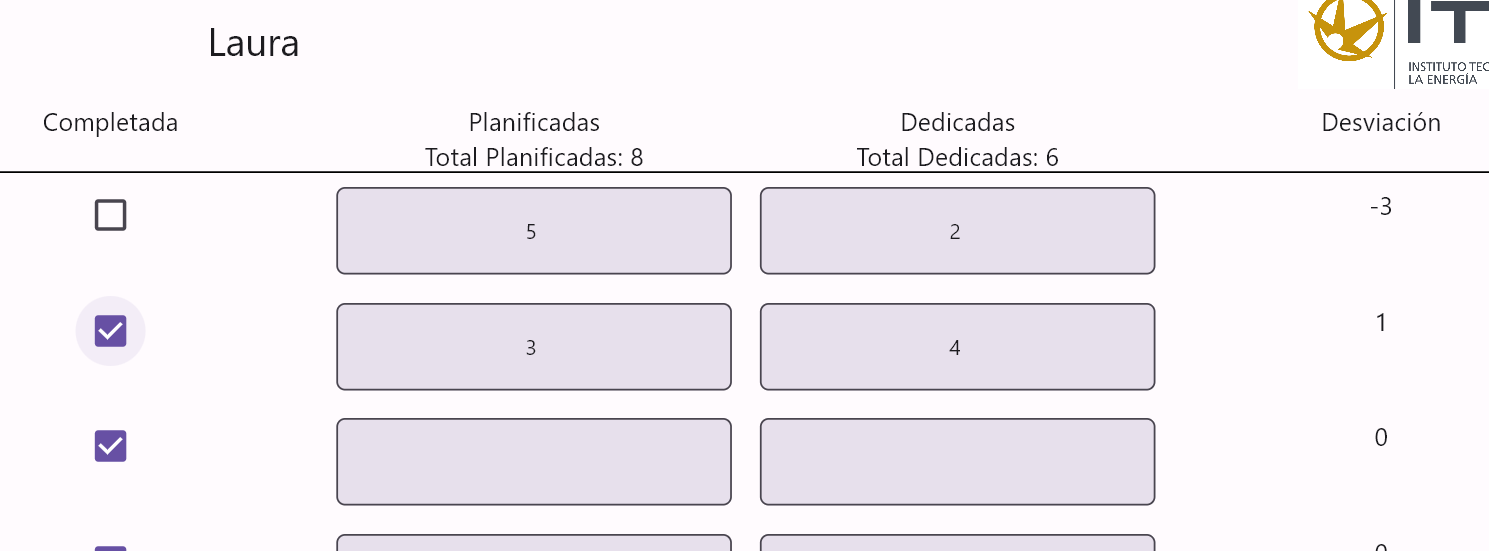 Laura
INSTITUTO
LA ENERGÍA
Completada
Planificadas
Dedicadas
Desviación
Total Planificadas: 8
Total Dedicadas: 6
5
2
-3
3
4
1
0